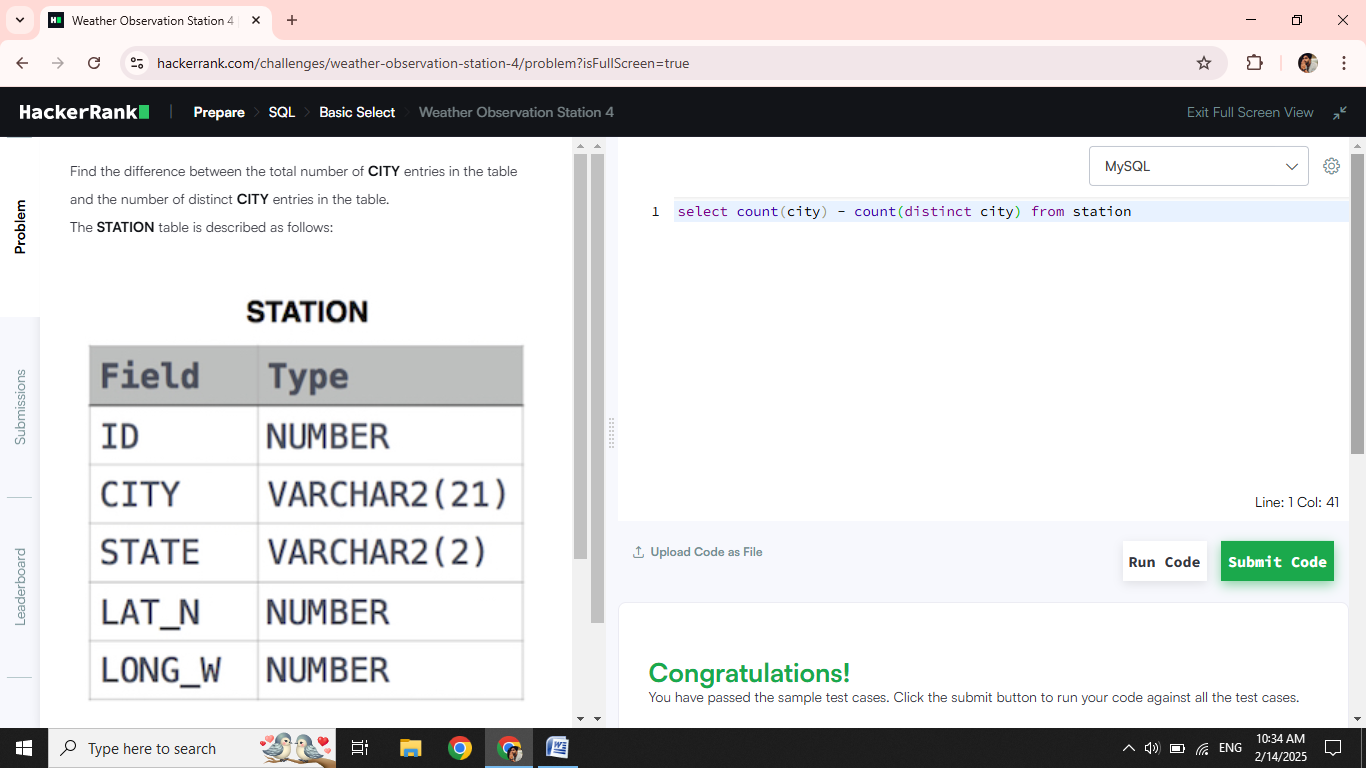 Weather Observation Station 4
hackerrank.com/challenges/weather-observation-station-4/problem?isFullScreen=true
HackerRank
Prepare
SQL
Basic Select
Weather Observation Station 4
Exit Full Screen View
Problem
Submissions
Leaderboard
Find the difference between the total number of CITY entries in the table
and the number of distinct CITY entries in the table.
The STATION table is described as follows:
STATION
Field Type
ID NUMBER
CITY VARCHAR2(21)
STATE VARCHAR2(2)
LAT_N NUMBER
LONG_W NUMBER
MySQL
1 select count(city) - count(distinct city) from station
Line: 1 Col: 41
Upload Code as File
Run Code
Submit Code
Congratulations!
You have passed the sample test cases. Click the submit button to run your code against all the test cases.
Type here to search
ENG
10:34 AM
2/14/2025